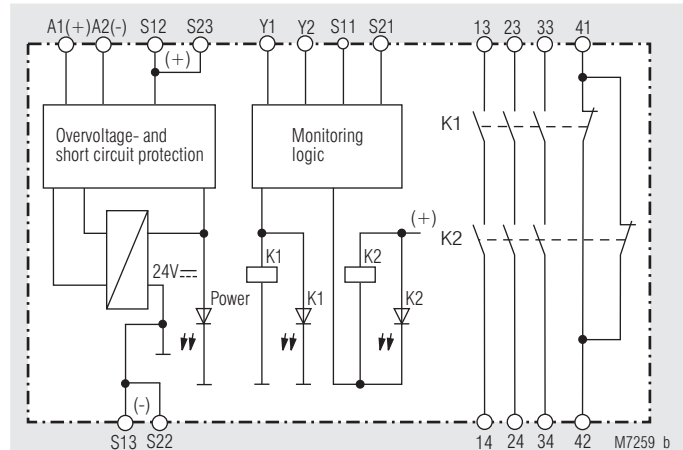 A1(+) A2(-) S12 S23 Y1 Y2 S11 S21 13 23 33 41
(+)
Overvoltage- and
short circuit protection
Monitoring
logic
K1
K2
(+)
24V
K1
K2
Power
K1
K2
(-)
S13 S22 14 24 34 42 M7259 b